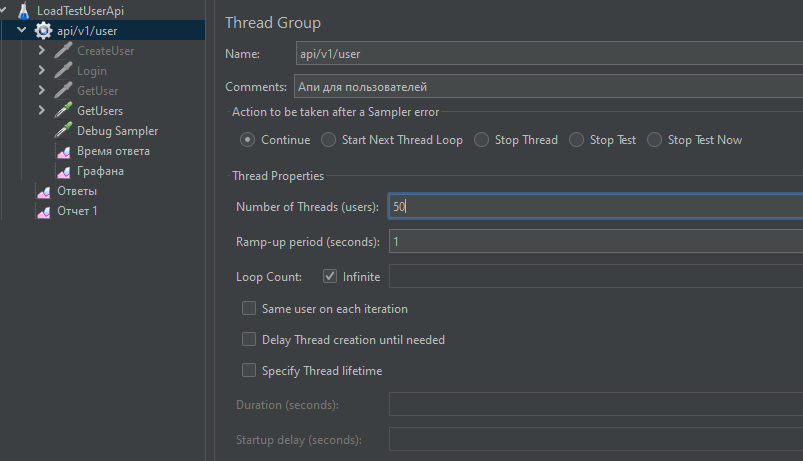 LoadTestUserApi
api/v1/user
CreateUser
Login
GetUser
GetUsers
Debug Sampler
Время ответа
Графана
Ответы
Отчет 1
Thread Group
Name: api/v1/user
Comments: Апи для пользователей
Action to be taken after a Sampler error
Continue Start Next Thread Loop Stop Thread Stop Test Stop Test Now
Thread Properties
Number of Threads (users): 50
Ramp-up period (seconds): 1
Loop Count: Infinite
Same user on each iteration
Delay Thread creation until needed
Specify Thread lifetime
Duration (seconds):
Startup delay (seconds):